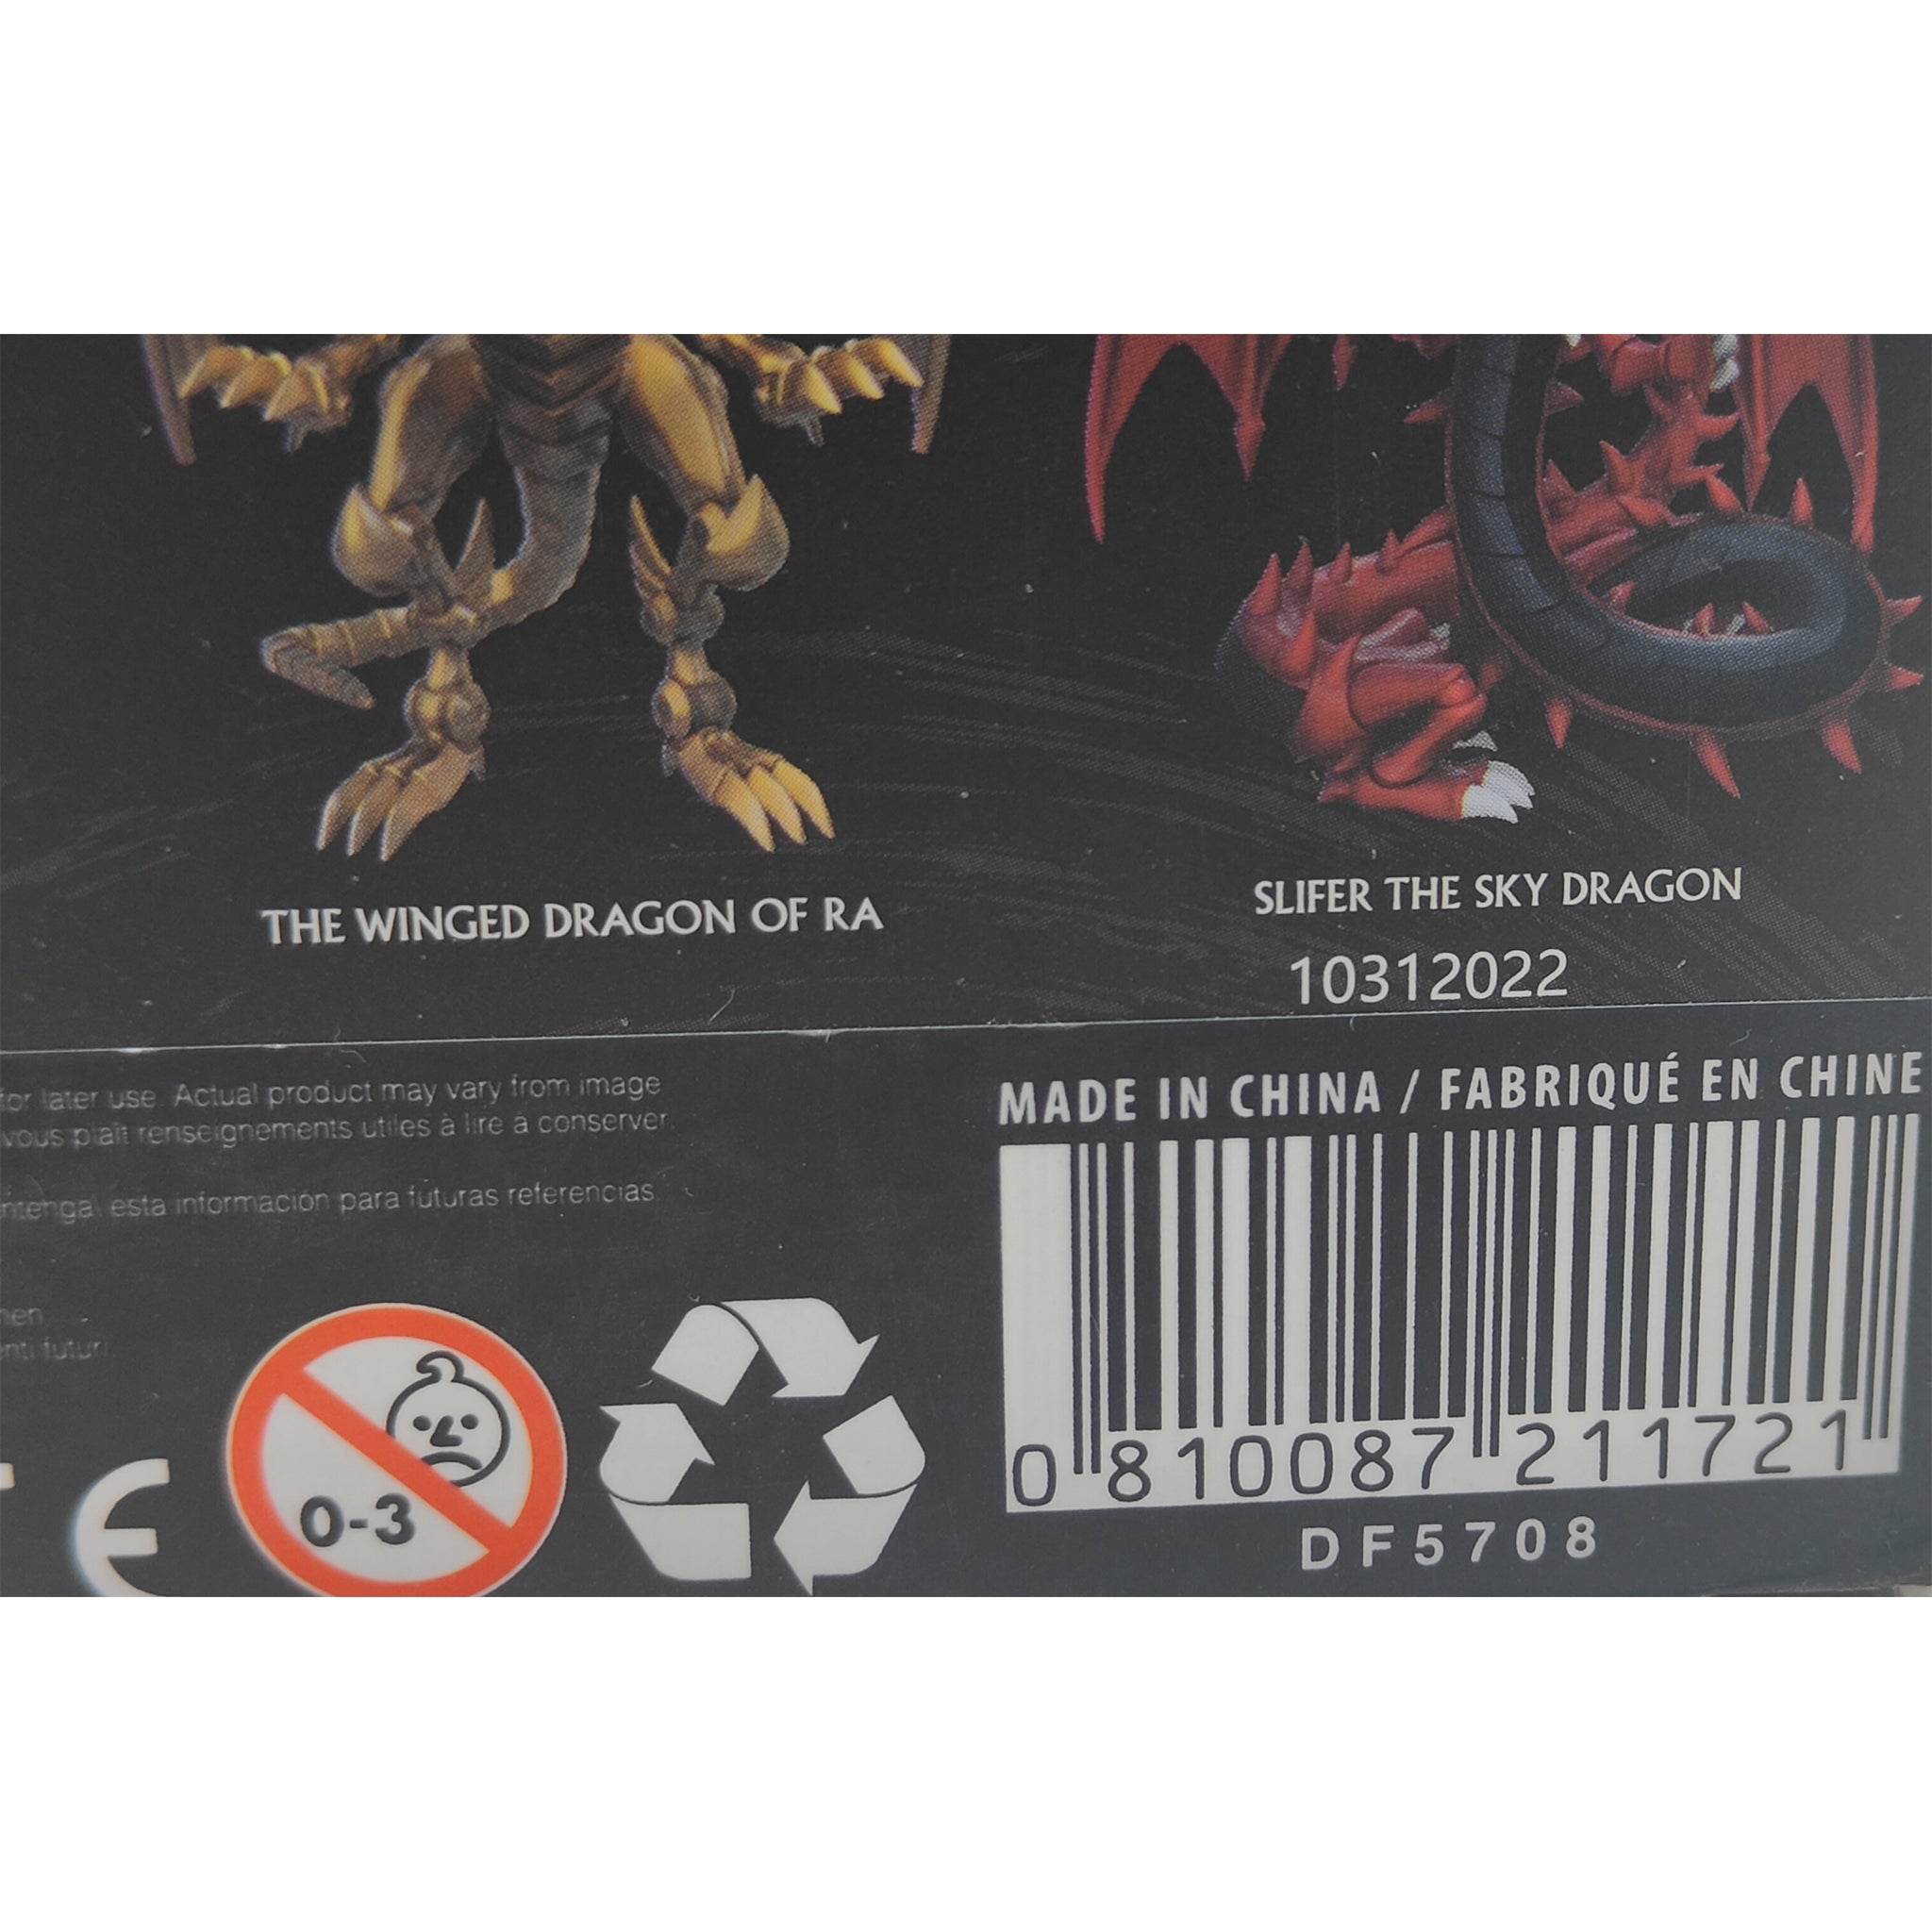 THE WINGED DRAGON OF RA
SLIFER THE SKY DRAGON
10312022
for later use. Actual product may vary from image
vous plaît renseignements utiles à lire à conserver.
esta información para futuras referencias.
futuri.
MADE IN CHINA / FABRIQUÉ EN CHINE
0 810087 211721
DF5708
0-3
CE